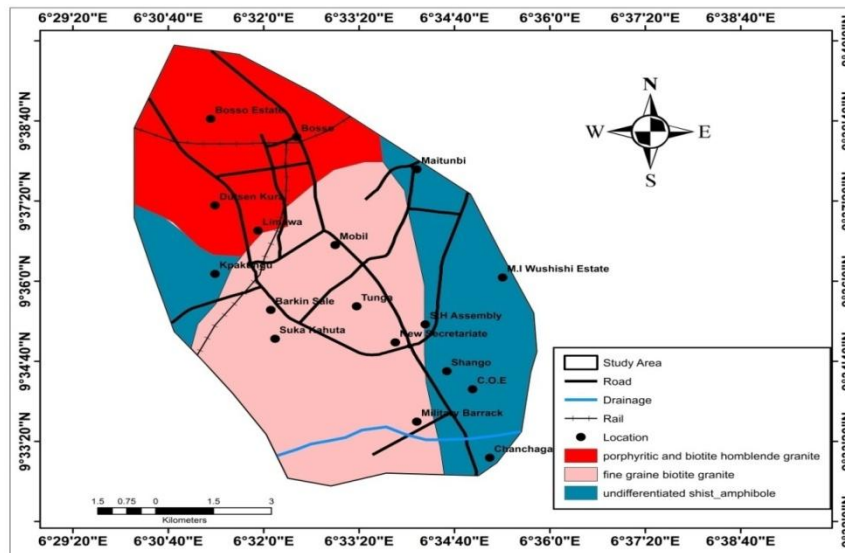 6°29'20"E 6°30'40"E 6°32'0"E 6°33'20"E 6°34'40"E 6°36'0"E 6°37'20"E 6°38'40"E
9°38'40"N
9°37'20"N
9°36'0"N
9°34'40"N
9°33'20"N
N
W E
S
Bosso Estate
Bosso
Maitunbi
Dutsen Kura
Limawa
Mobil
Kpakungu
M.I Wushishi Estate
Barkin Sale
Tunga
S.H Assembly
Suka Kahuta
New Secretariate
Shango
C.O.E
Military Barrack
Chanchaga
Study Area
Road
Drainage
Rail
Location
porphyritic and biotite homblende granite
fine graine biotite granite
undifferentiated shist_amphibole
1.5 0.75 0 1.5 3
Kilometers
6°29'20"E 6°30'40"E 6°32'0"E 6°33'20"E 6°34'40"E 6°36'0"E 6°37'20"E 6°38'40"E